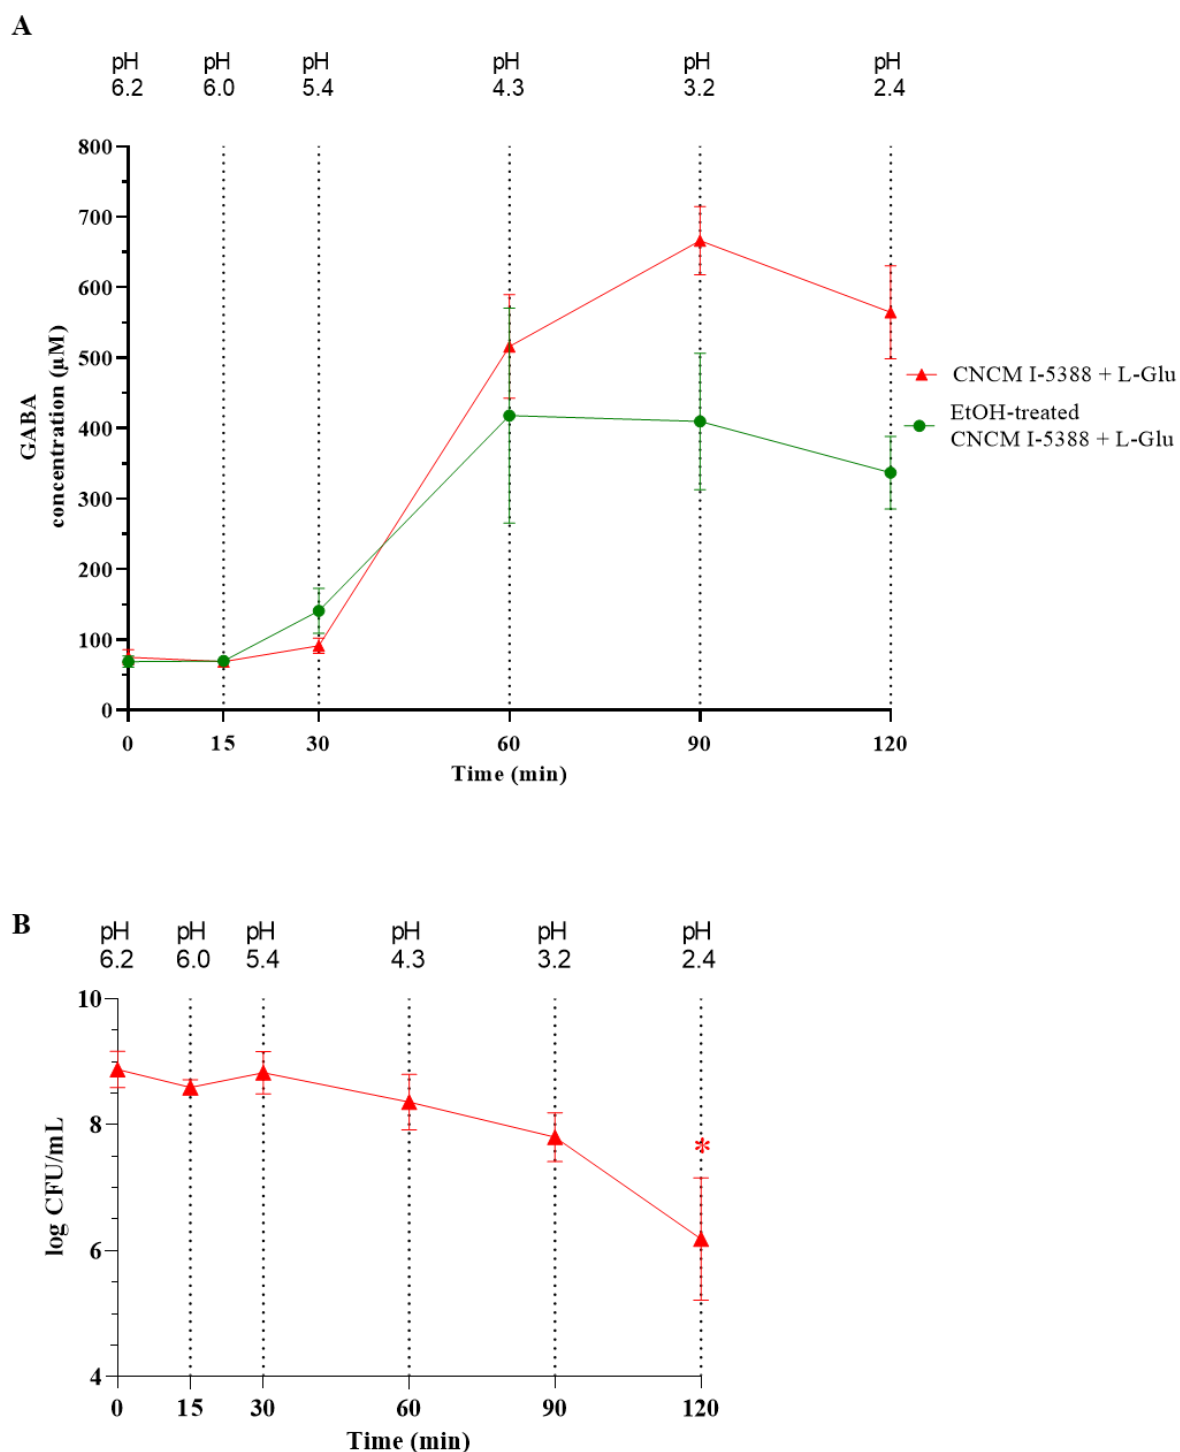 A
pH pH pH pH pH pH
6.2 6.0 5.4 4.3 3.2 2.4
800
700
600
500
400
300
200
100
0
GABA
concentration (µM)
0 15 30 60 90 120
Time (min)
CNCM I-5388 + L-Glu
EtOH-treated
CNCM I-5388 + L-Glu
B
pH pH pH pH pH pH
6.2 6.0 5.4 4.3 3.2 2.4
10
8
6
4
log CFU/mL
*
0 15 30 60 90 120
Time (min)